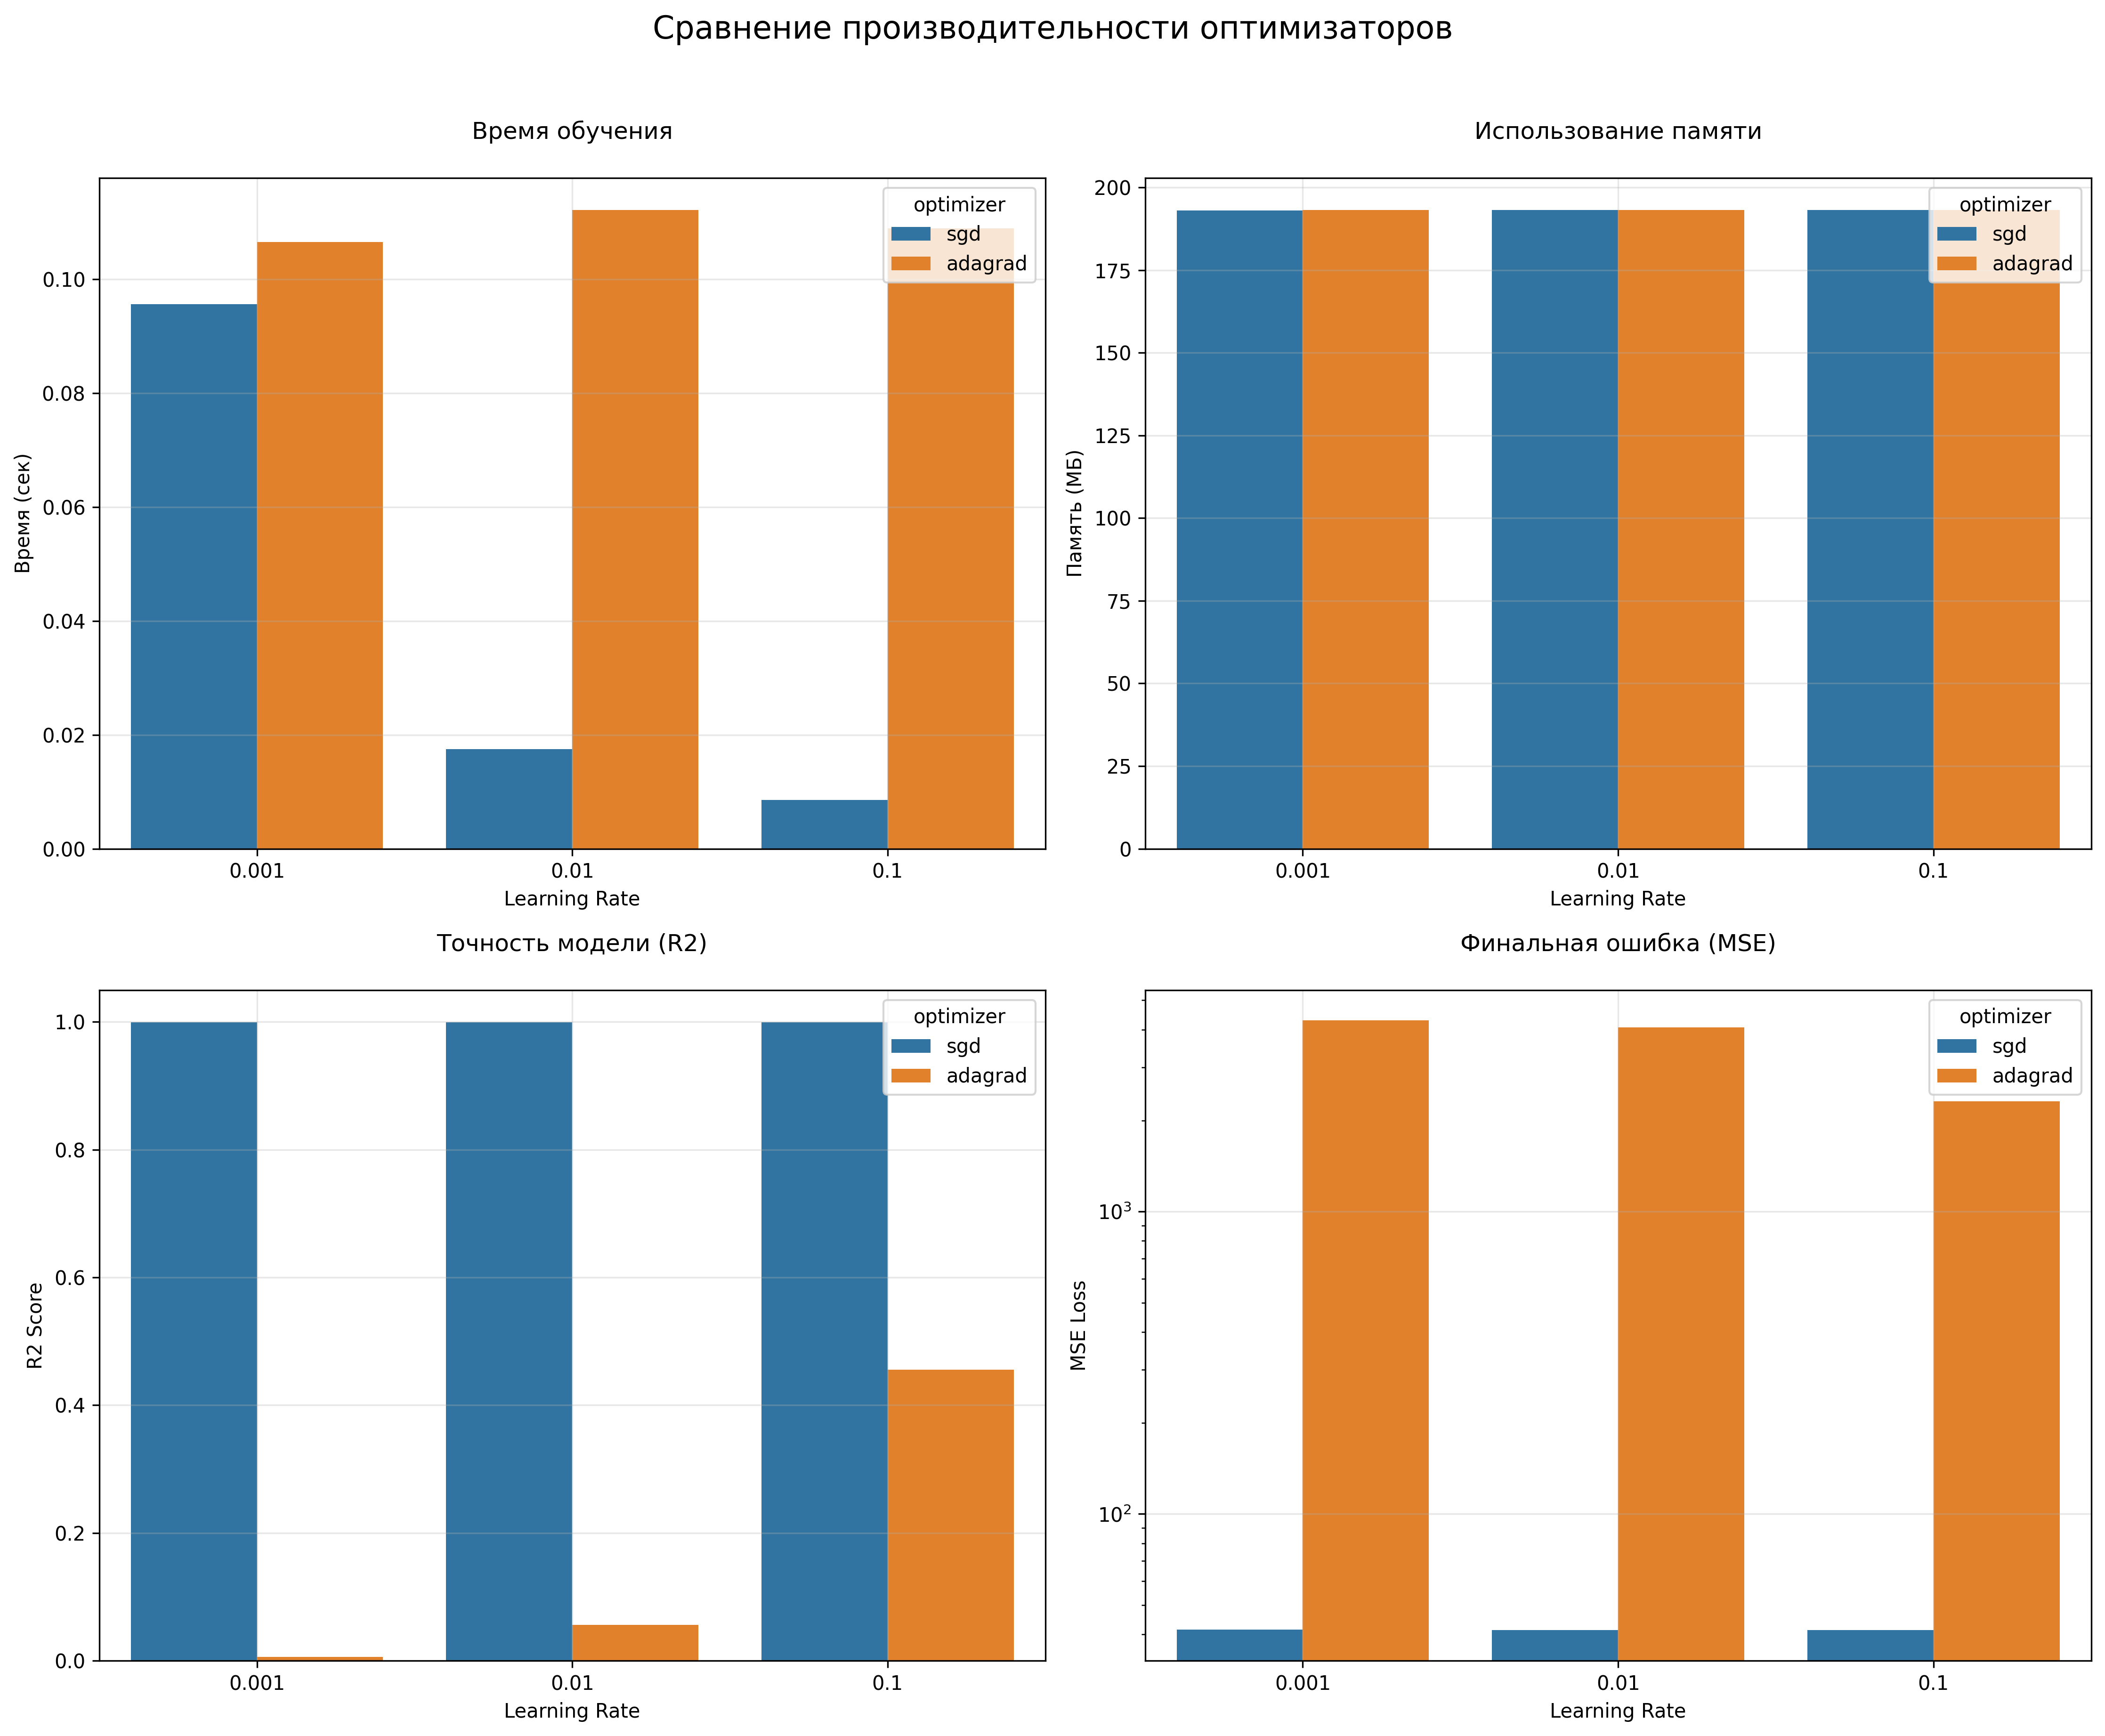 Сравнение производительности оптимизаторов
Время обучения
optimizer
sgd
adagrad
Время (сек)
0.10
0.08
0.06
0.04
0.02
0.00
0.001
0.01
0.1
Learning Rate
Использование памяти
optimizer
sgd
adagrad
Память (МБ)
200
175
150
125
100
75
50
25
0
0.001
0.01
0.1
Learning Rate
Точность модели (R2)
optimizer
sgd
adagrad
R2 Score
1.0
0.8
0.6
0.4
0.2
0.0
0.001
0.01
0.1
Learning Rate
Финальная ошибка (MSE)
optimizer
sgd
adagrad
MSE Loss
10³
10²
0.001
0.01
0.1
Learning Rate